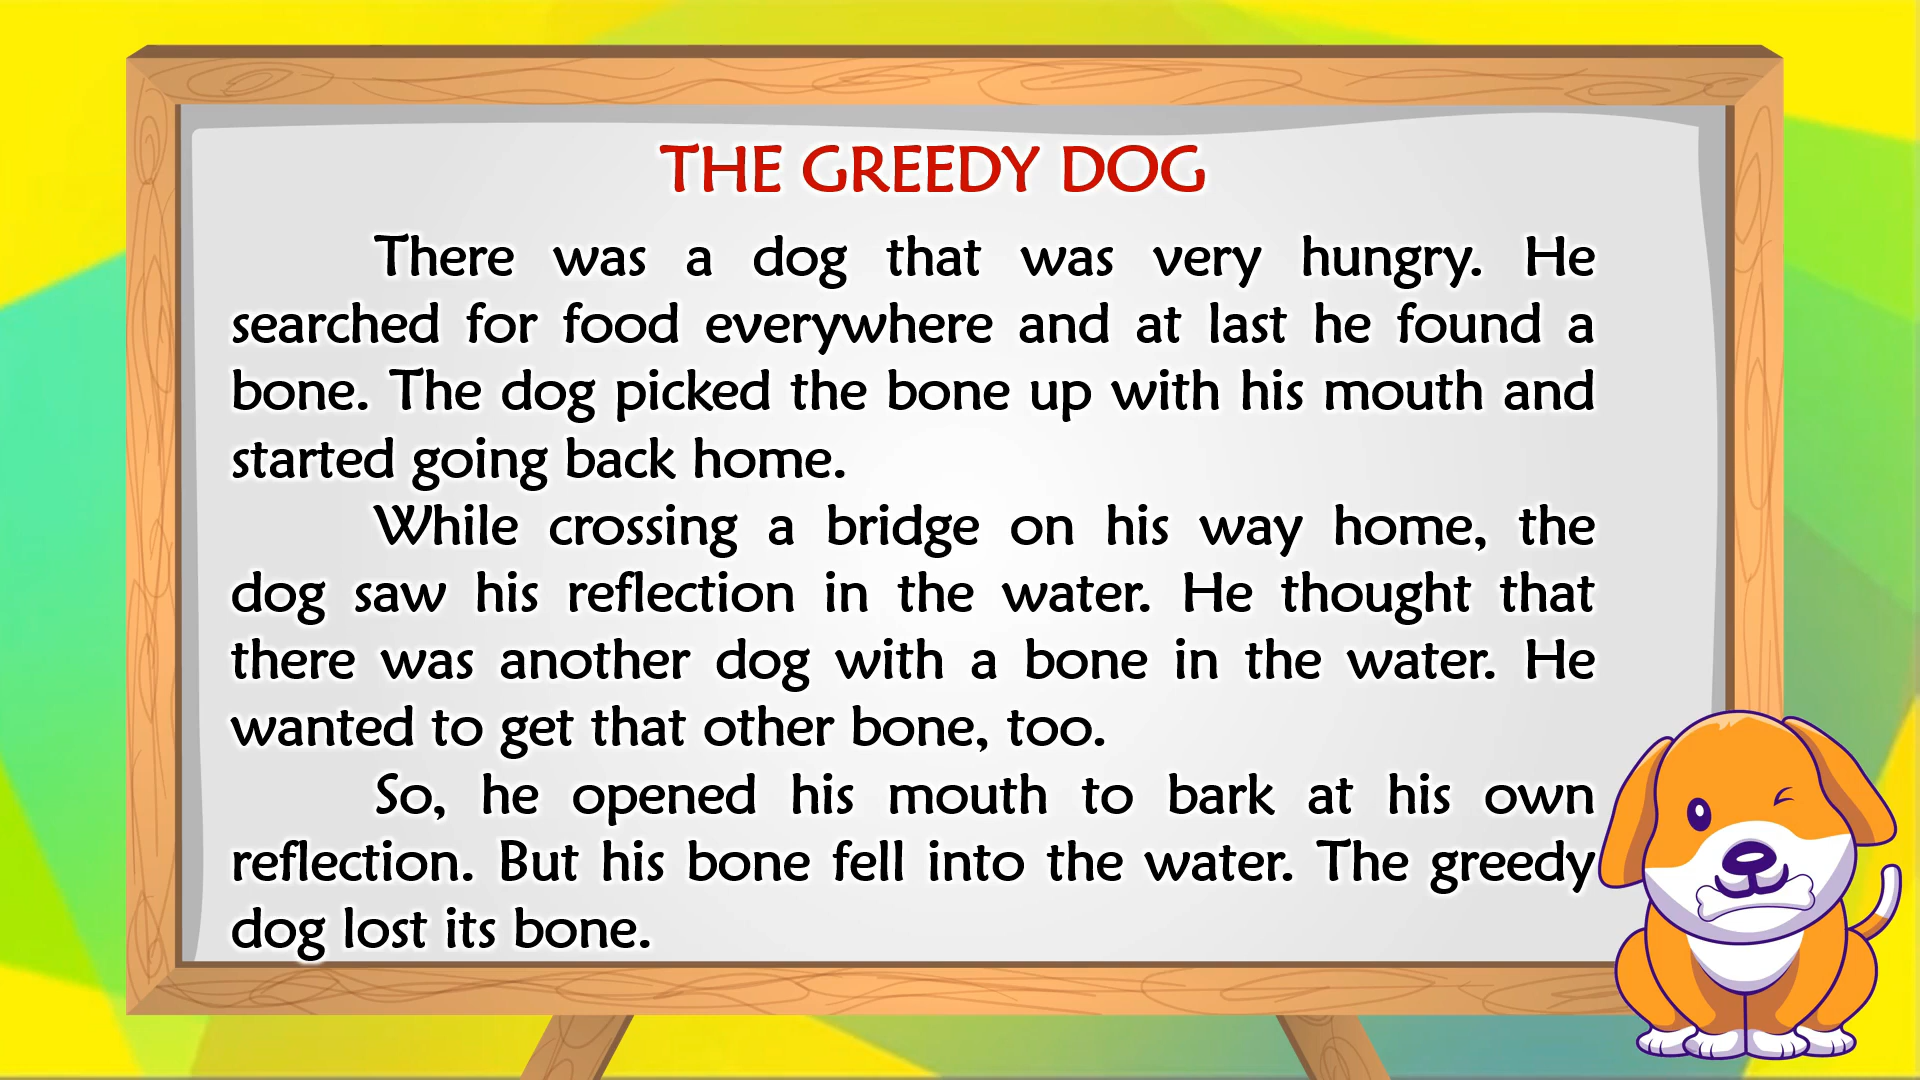 THE GREEDY DOG
There was a dog that was very hungry. He
searched for food everywhere and at last he found a
bone. The dog picked the bone up with his mouth and
started going back home.
While crossing a bridge on his way home, the
dog saw his reflection in the water. He thought that
there was another dog with a bone in the water. He
wanted to get that other bone, too.
So, he opened his mouth to bark at his own
reflection. But his bone fell into the water. The greedy
dog lost its bone.